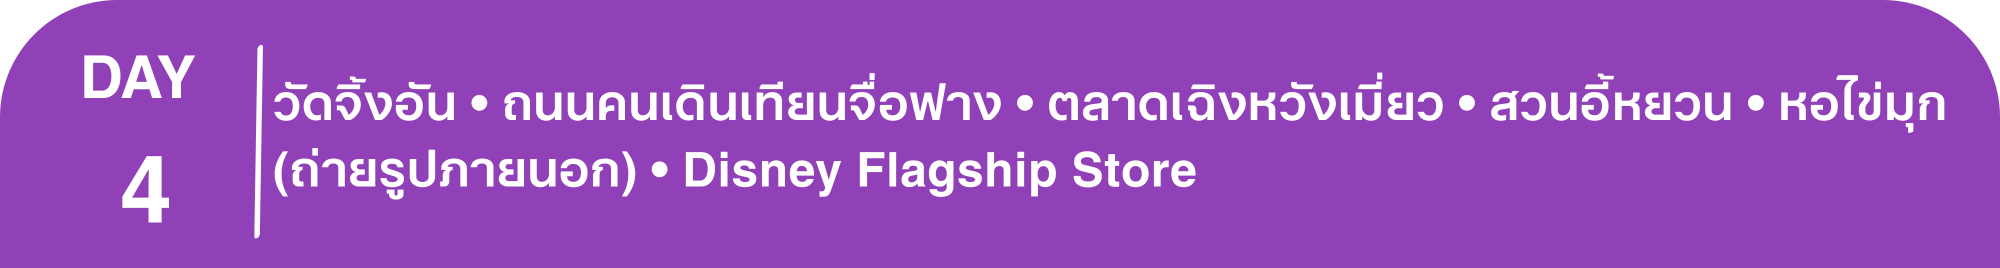 DAY
4
วัดจิ้งอัน • ถนนคนเดินเทียนจื่อฟาง • ตลาดเฉิงหวังเมี่ยว • สวนอี้หยวน • หอไข่มุก
(ถ่ายรูปภายนอก) • Disney Flagship Store